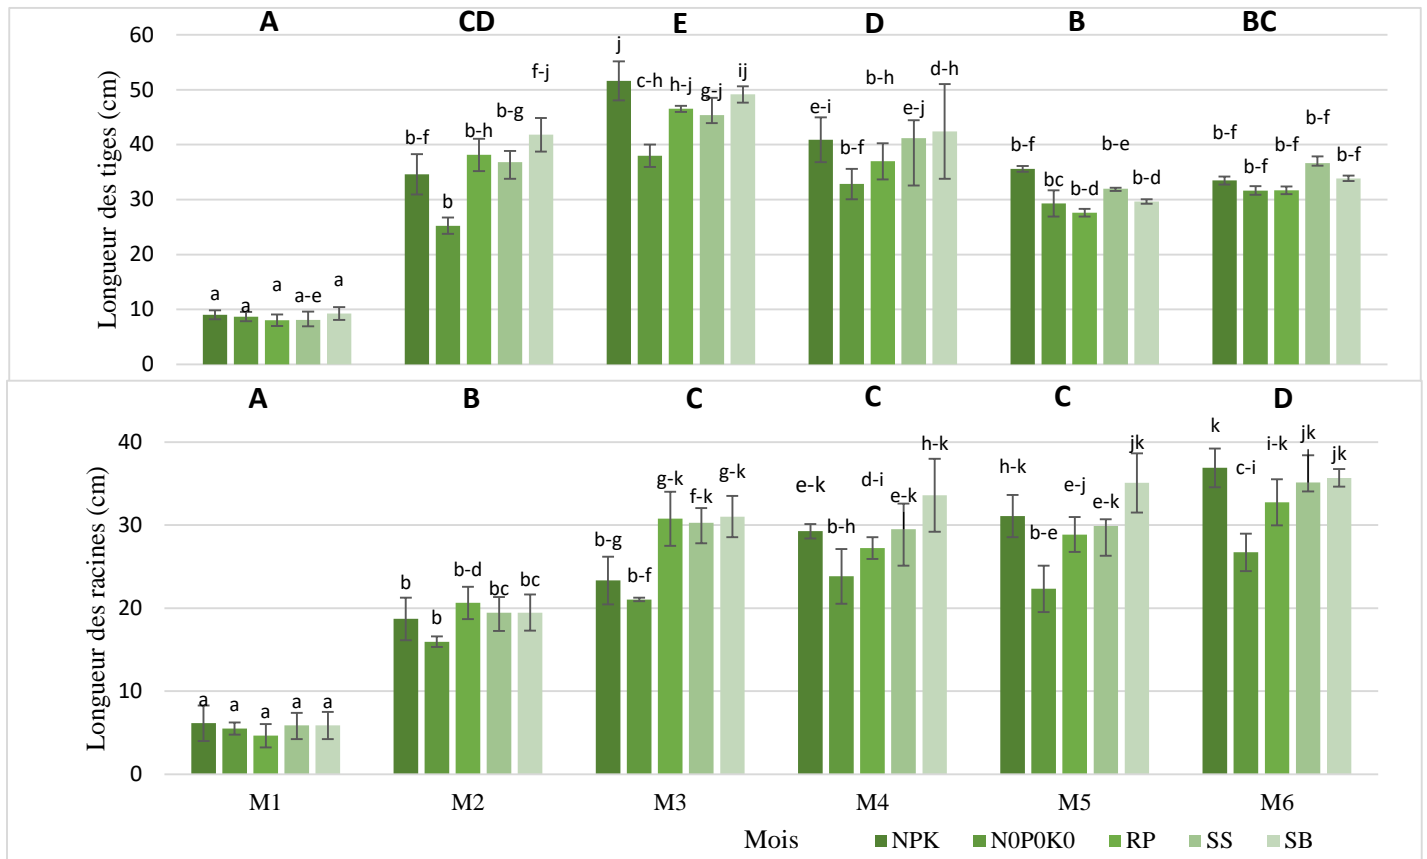 A CD E D B BC
60
50
40
30
20
10
0
Longueur des tiges (cm)
a a a a-e a
b-f b b-h b-g f-j
j c-h h-j g-j ij
e-i b-f b-h e-j d-h
b-f bc b-d b-e b-d
b-f b-f b-f b-f b-f
A B C C C D
40
30
20
10
0
Longueur des racines (cm)
a a a a a
b b b-d bc bc
b-g b-f g-k f-k g-k
e-k b-h d-i e-k h-k
h-k b-e e-j e-k jk
k c-i i-k jk jk
M1 M2 M3 M4 M5 M6
Mois
NPK N0P0K0 RP SS SB